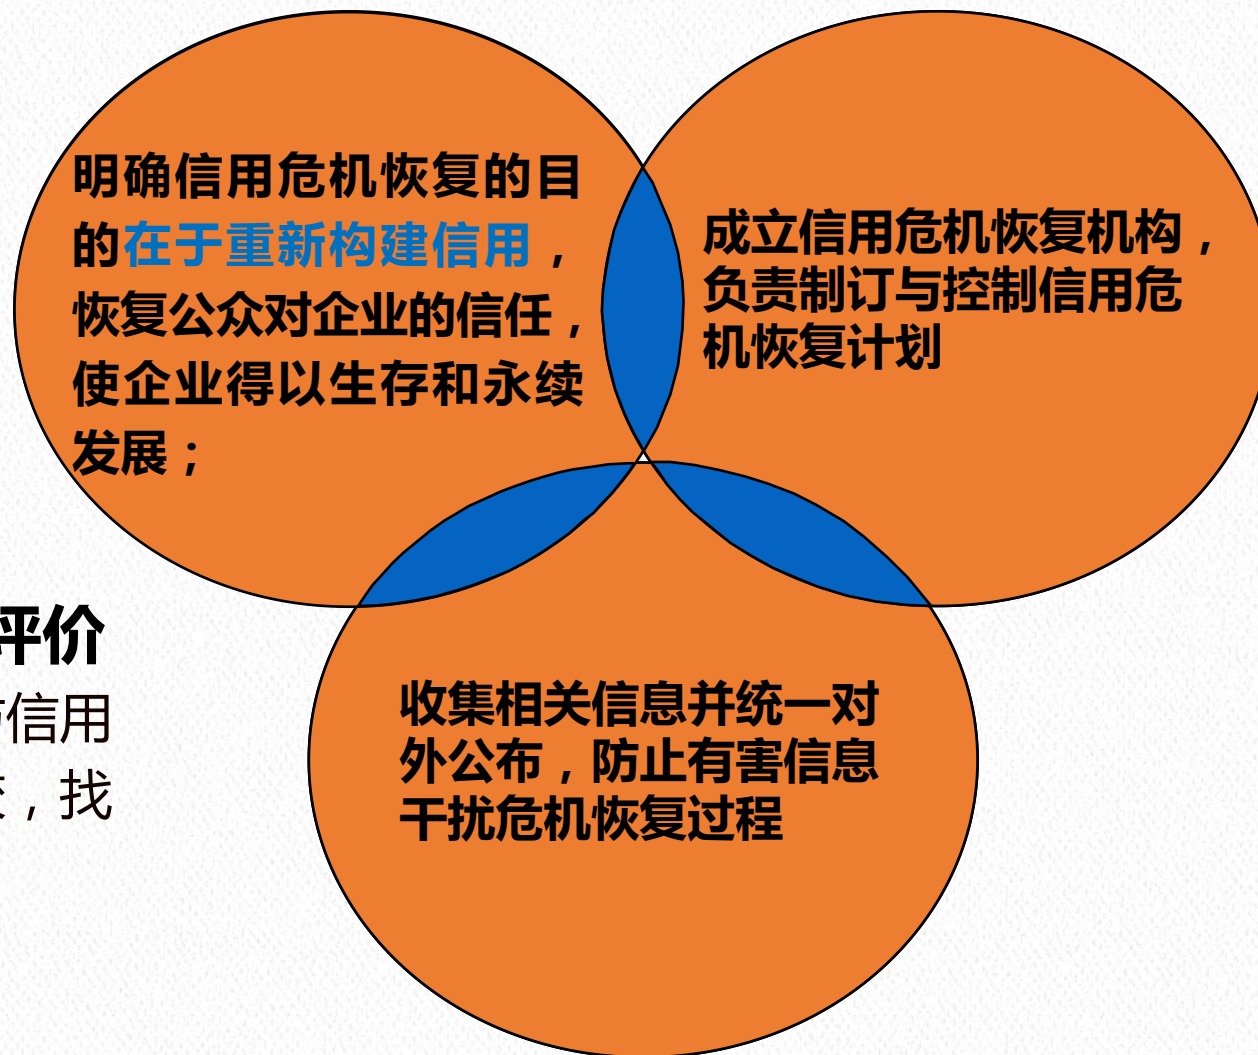 明确信用危机恢复的目
的在于重新构建信用，
恢复公众对企业的信任，
使企业得以生存和永续
发展；
成立信用危机恢复机构，
负责制订与控制信用危
机恢复计划
评价
信用
，找
收集相关信息并统一对
外公布，防止有害信息
干扰危机恢复过程